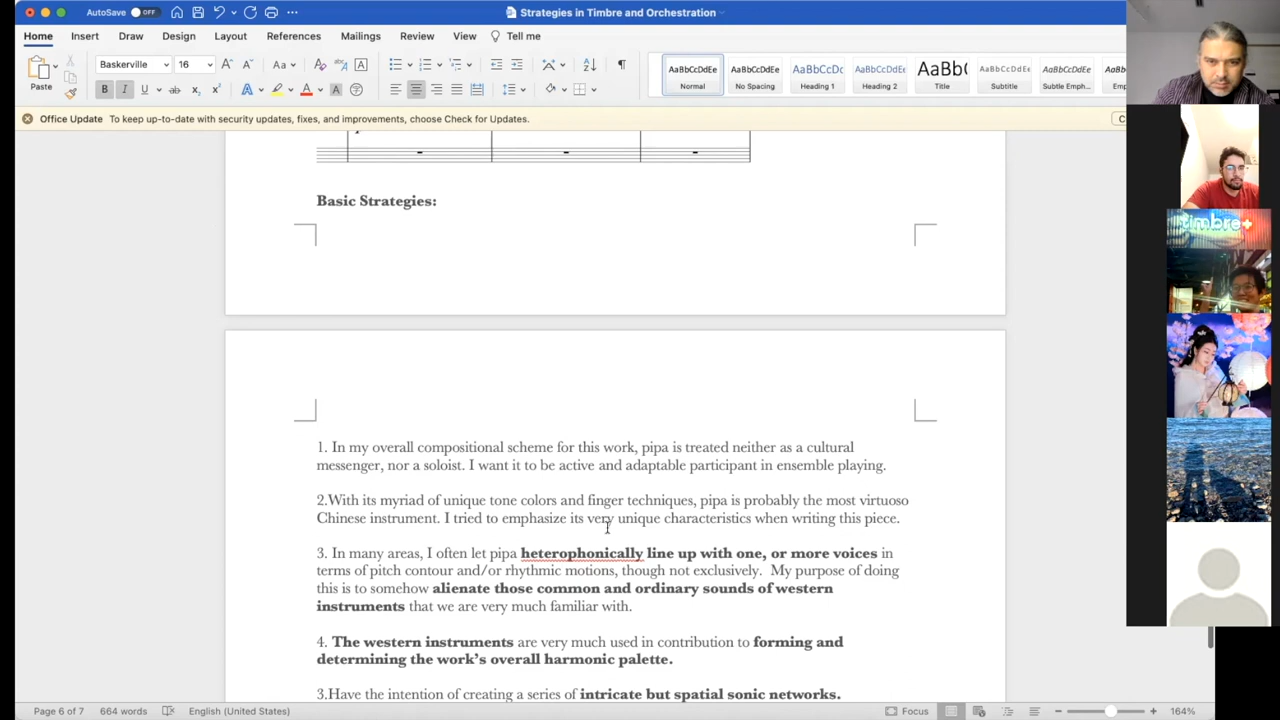 AutoSave OFF
Strategies in Timbre and Orchestration
Home Insert Draw Design Layout References Mailings Review View Tell me
Paste
Baskerville 16
AaBbCcDdEe Normal
AaBbCcDdEe No Spacing
AaBbCcDc Heading 1
AaBbCcDdEe Heading 2
AaBb( Title
AaBbCcDdEe Subtitle
AaBbCcDdEe Subtle Emph...
AaBb Emp
Office Update To keep up-to-date with security updates, fixes, and improvements, choose Check for Updates.
Basic Strategies:
1. In my overall compositional scheme for this work, pipa is treated neither as a cultural
messenger, nor a soloist. I want it to be active and adaptable participant in ensemble playing.
2.With its myriad of unique tone colors and finger techniques, pipa is probably the most virtuoso
Chinese instrument. I tried to emphasize its very unique characteristics when writing this piece.
3. In many areas, I often let pipa heterophonically line up with one, or more voices in
terms of pitch contour and/or rhythmic motions, though not exclusively. My purpose of doing
this is to somehow alienate those common and ordinary sounds of western
instruments that we are very much familiar with.
4. The western instruments are very much used in contribution to forming and
determining the work's overall harmonic palette.
3.Have the intention of creating a series of intricate but spatial sonic networks.
Page 6 of 7 664 words English (United States) Focus 164%
timbre+